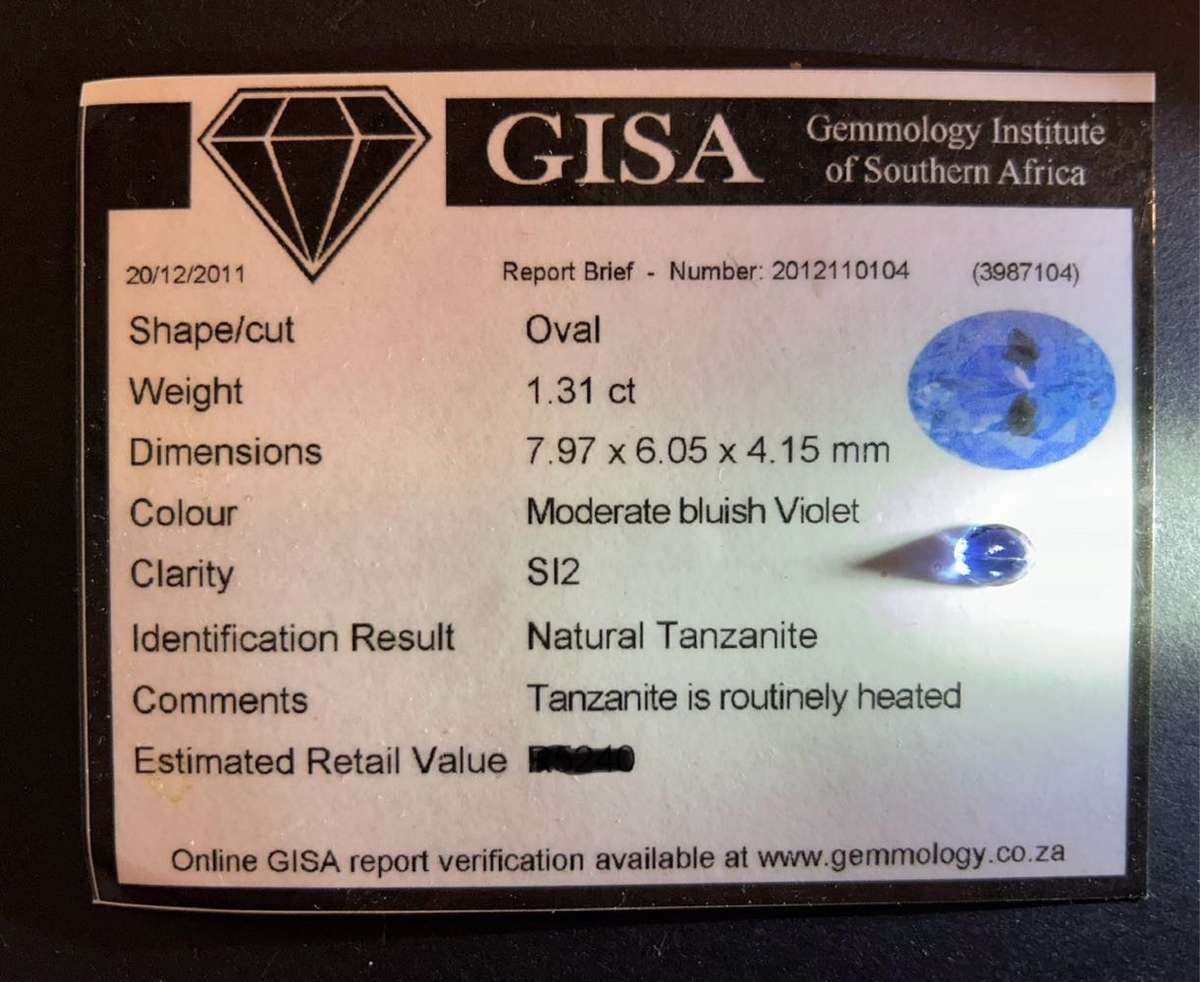 GISA
Gemmology Institute
of Southern Africa
20/12/2011 Report Brief - Number: 2012110104 (3987104)
Shape/cut Oval
Weight 1.31 ct
Dimensions 7.97 x 6.05 x 4.15 mm
Colour Moderate bluish Violet
Clarity SI2
Identification Result Natural Tanzanite
Comments Tanzanite is routinely heated
Estimated Retail Value
Online GISA report verification available at www.gemmology.co.za